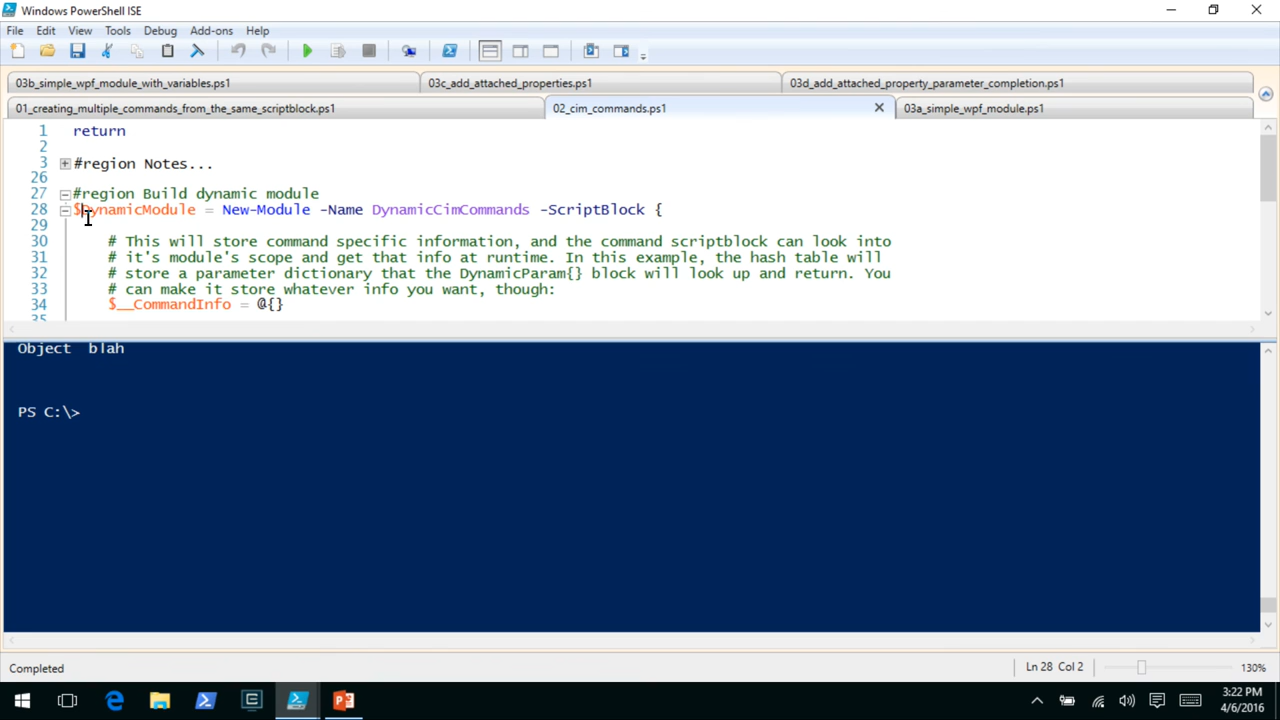 Windows PowerShell ISE
File Edit View Tools Debug Add-ons Help
03b_simple_wpf_module_with_variables.ps1 03c_add_attached_properties.ps1 03d_add_attached_property_parameter_completion.ps1
01_creating_multiple_commands_from_the_same_scriptblock.ps1 02_cim_commands.ps1 03a_simple_wpf_module.ps1
1 return
2
3 #region Notes...
26
27 #region Build dynamic module
28 $DynamicModule = New-Module -Name DynamicCimCommands -ScriptBlock {
29
30 # This will store command specific information, and the command scriptblock can look into
31 # it's module's scope and get that info at runtime. In this example, the hash table will
32 # store a parameter dictionary that the DynamicParam{} block will look up and return. You
33 # can make it store whatever info you want, though:
34 $__CommandInfo = @{}
35
Object blah
PS C:\>
Completed Ln 28 Col 2 130%
3:22 PM
4/6/2016